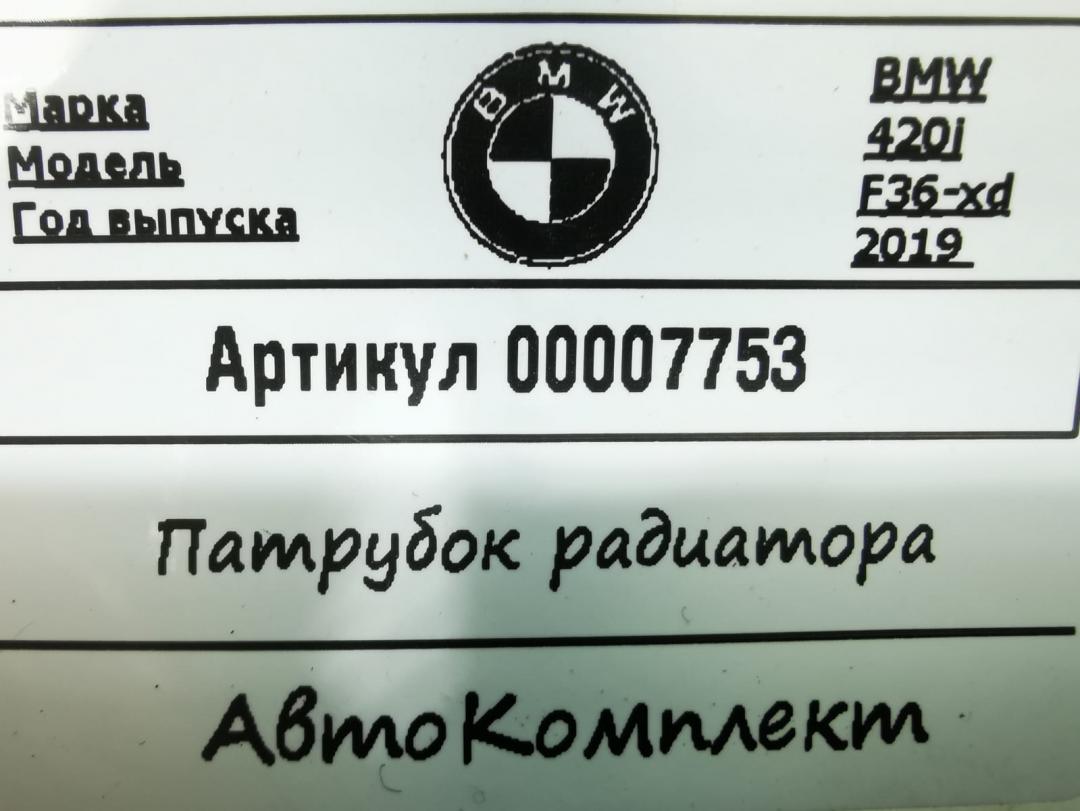 Марка
Модель
Год выпуска
BMW
BMW
420i
F36-xd
2019
Артикул 00007753
Патрубок радиатора
АвтоКомплект